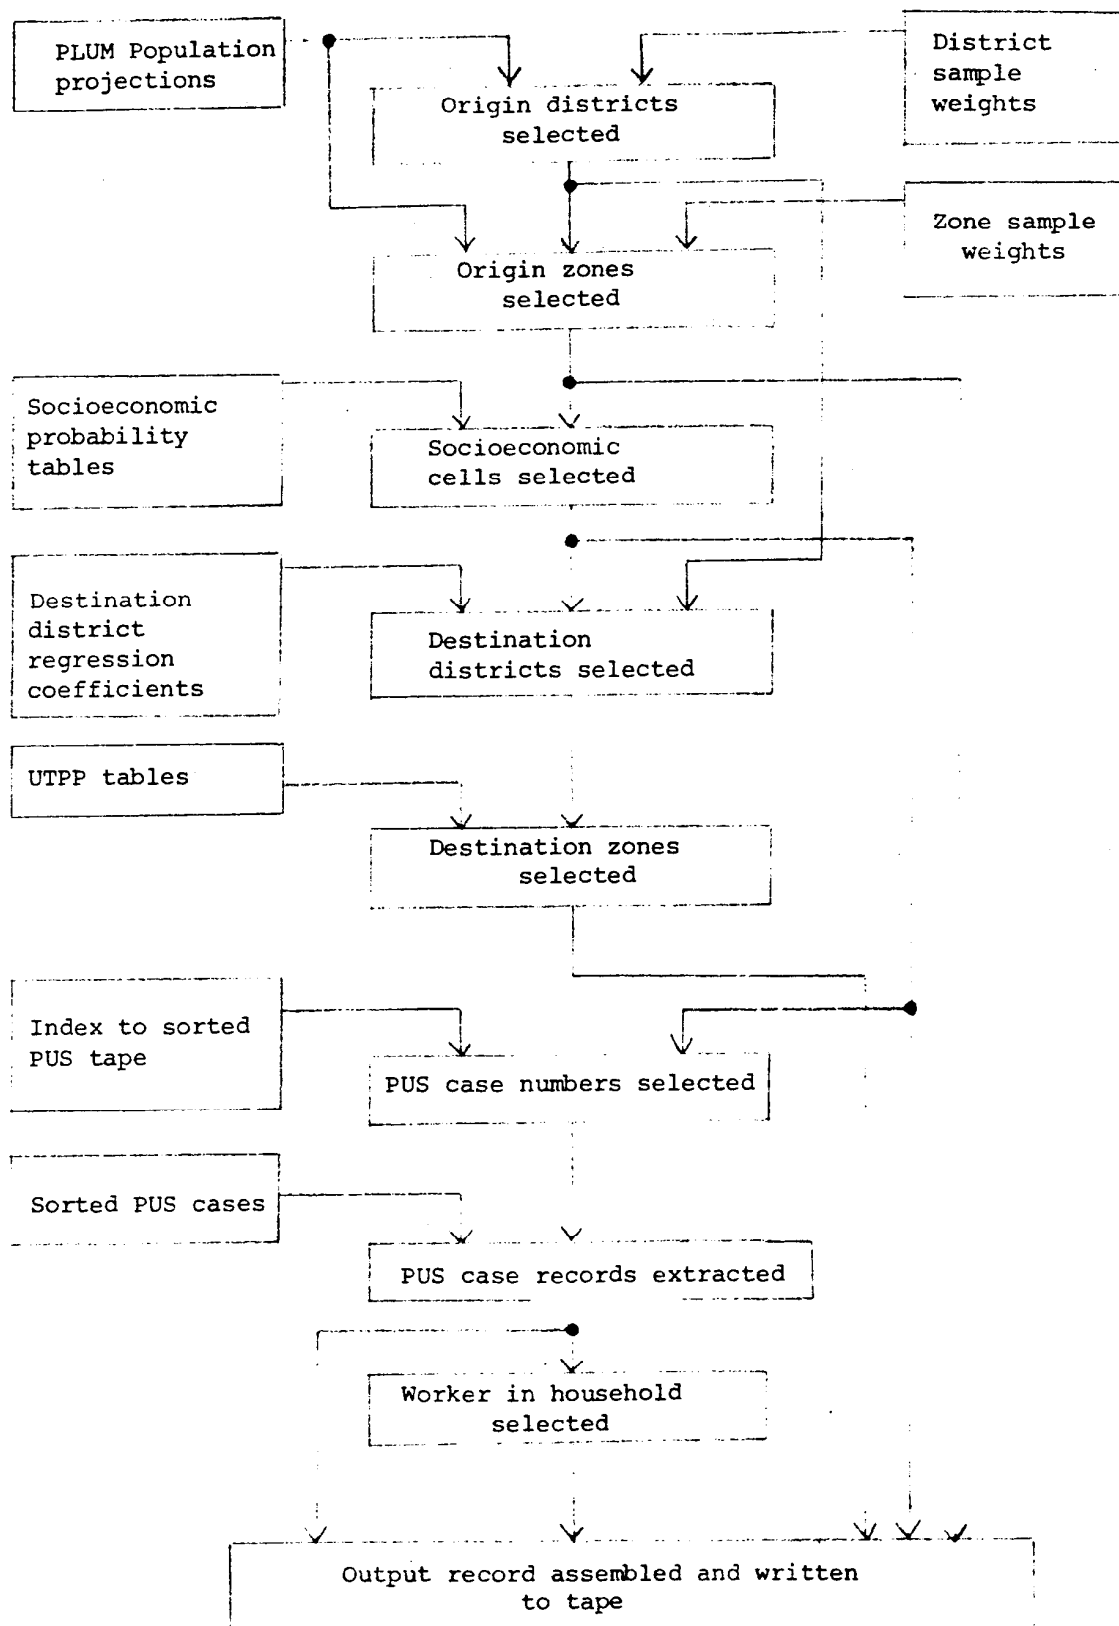 PLUM Population
projections
District
sample
weights
Origin districts
selected
Zone sample
weights
Origin zones
selected
Socioeconomic
probability
tables
Socioeconomic
cells selected
Destination
district
regression
coefficients
Destination
districts selected
UTPP tables
Destination zones
selected
Index to sorted
PUS tape
PUS case numbers selected
Sorted PUS cases
PUS case records extracted
Worker in household
selected
Output record assembled and written
to tape